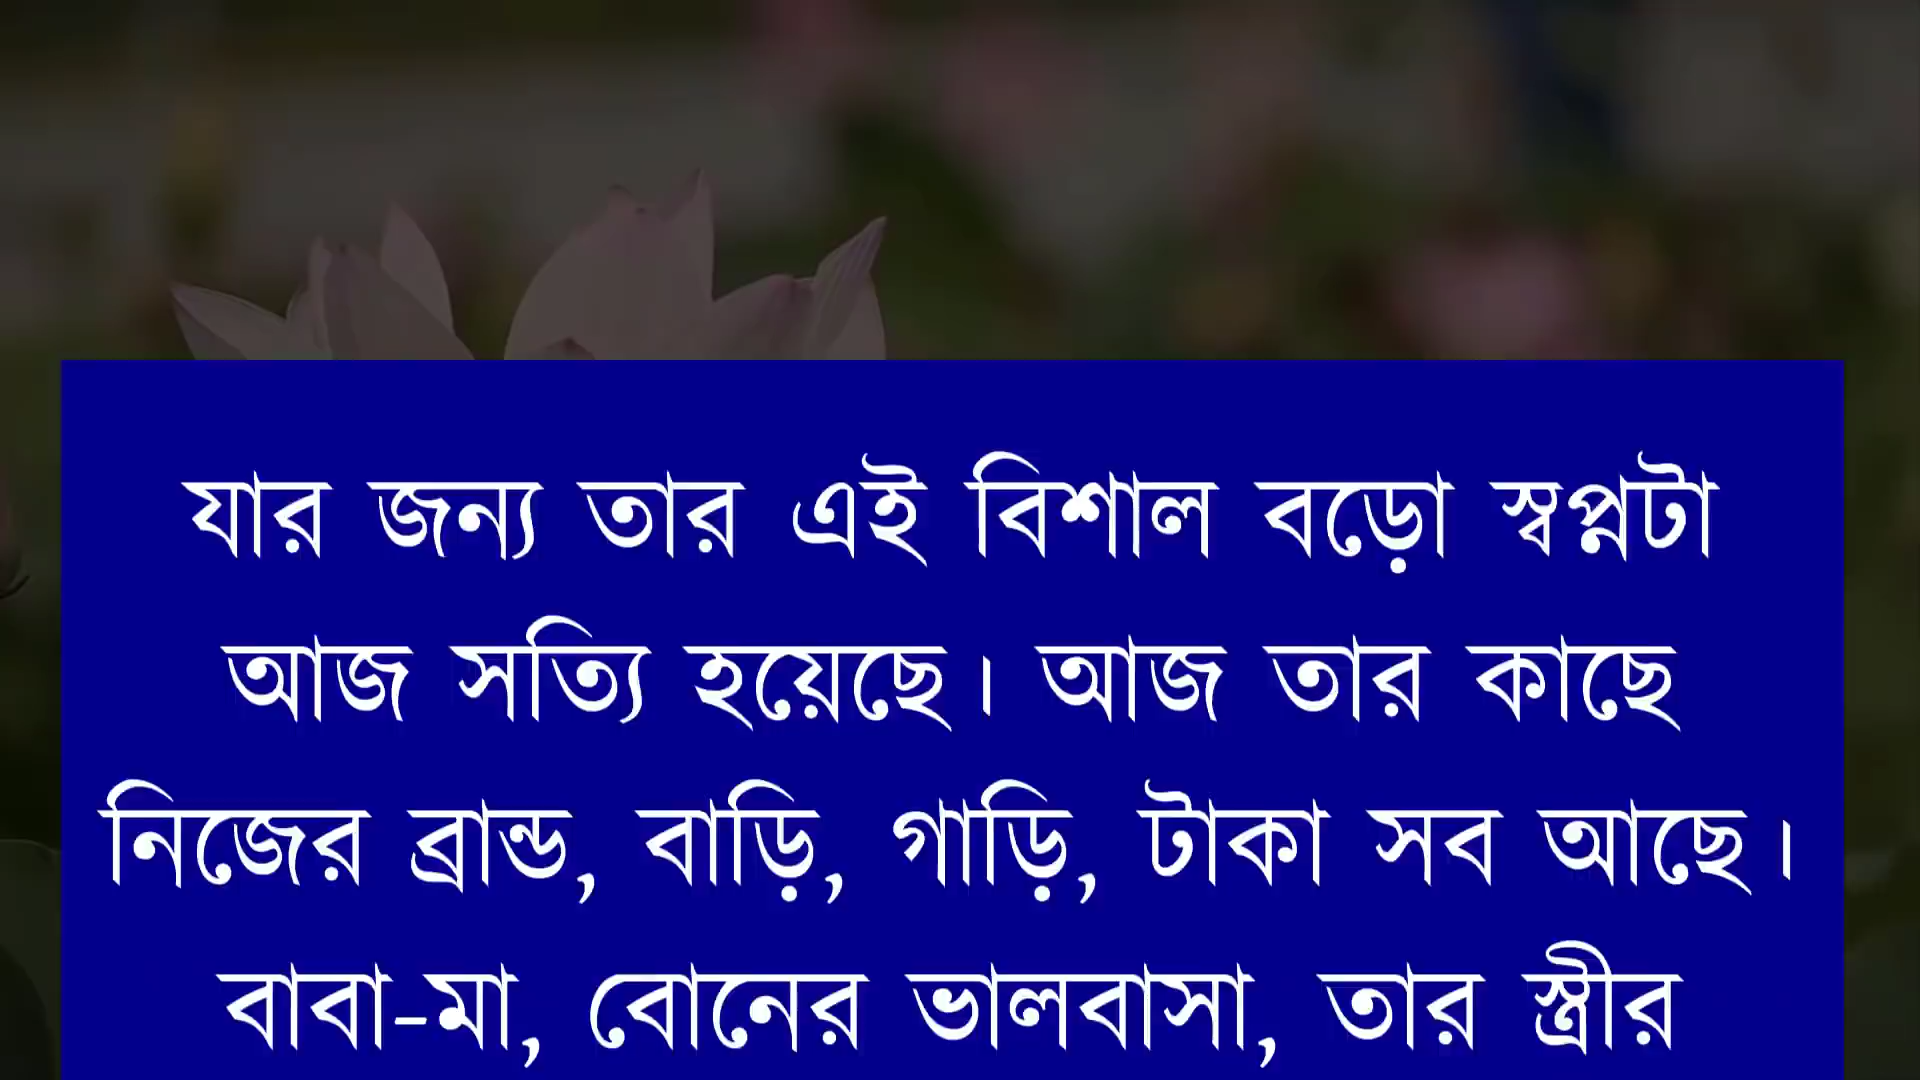 যার জন্য তার এই বিশাল বড়ো স্বপ্নটা
আজ সত্যি হয়েছে। আজ তার কাছে
নিজের ব্রান্ড, বাড়ি, গাড়ি, টাকা সব আছে।
বাবা-মা, বোনের ভালবাসা, তার স্ত্রীর